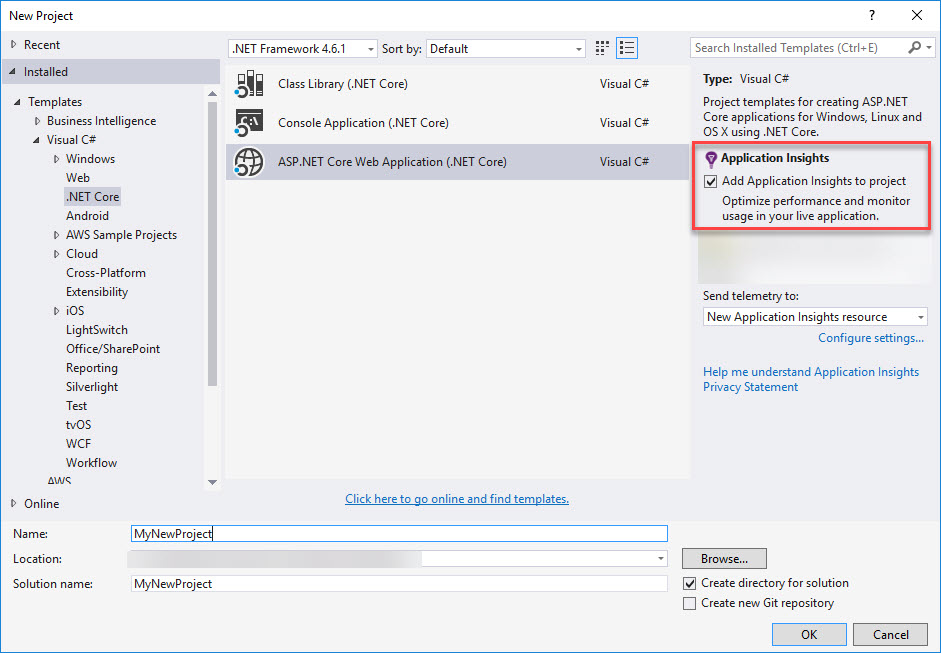 New Project
?
Recent
Installed
Templates
Business Intelligence
Visual C#
Windows
Web
.NET Core
Android
AWS Sample Projects
Cloud
Cross-Platform
Extensibility
iOS
LightSwitch
Office/SharePoint
Reporting
Silverlight
Test
tvOS
WCF
Workflow
AWS
Online
.NET Framework 4.6.1
Sort by:
Default
Class Library (.NET Core) Visual C#
C:\
Console Application (.NET Core) Visual C#
ASP.NET Core Web Application (.NET Core) Visual C#
Click here to go online and find templates.
Search Installed Templates (Ctrl+E)
Type: Visual C#
Project templates for creating ASP.NET
Core applications for Windows, Linux and
OS X using .NET Core.
Application Insights
Add Application Insights to project
Optimize performance and monitor
usage in your live application.
Send telemetry to:
New Application Insights resource
Configure settings...
Help me understand Application Insights
Privacy Statement
Name: MyNewProject
Location:
Browse...
Solution name: MyNewProject
Create directory for solution
Create new Git repository
OK
Cancel